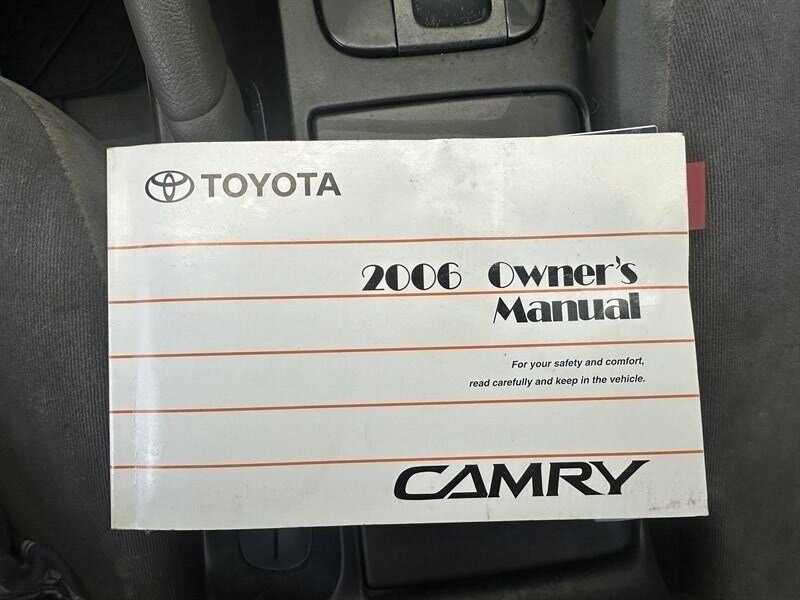 TOYOTA
2006 Owner's
Manual
For your safety and comfort,
read carefully and keep in the vehicle.
CAMRY